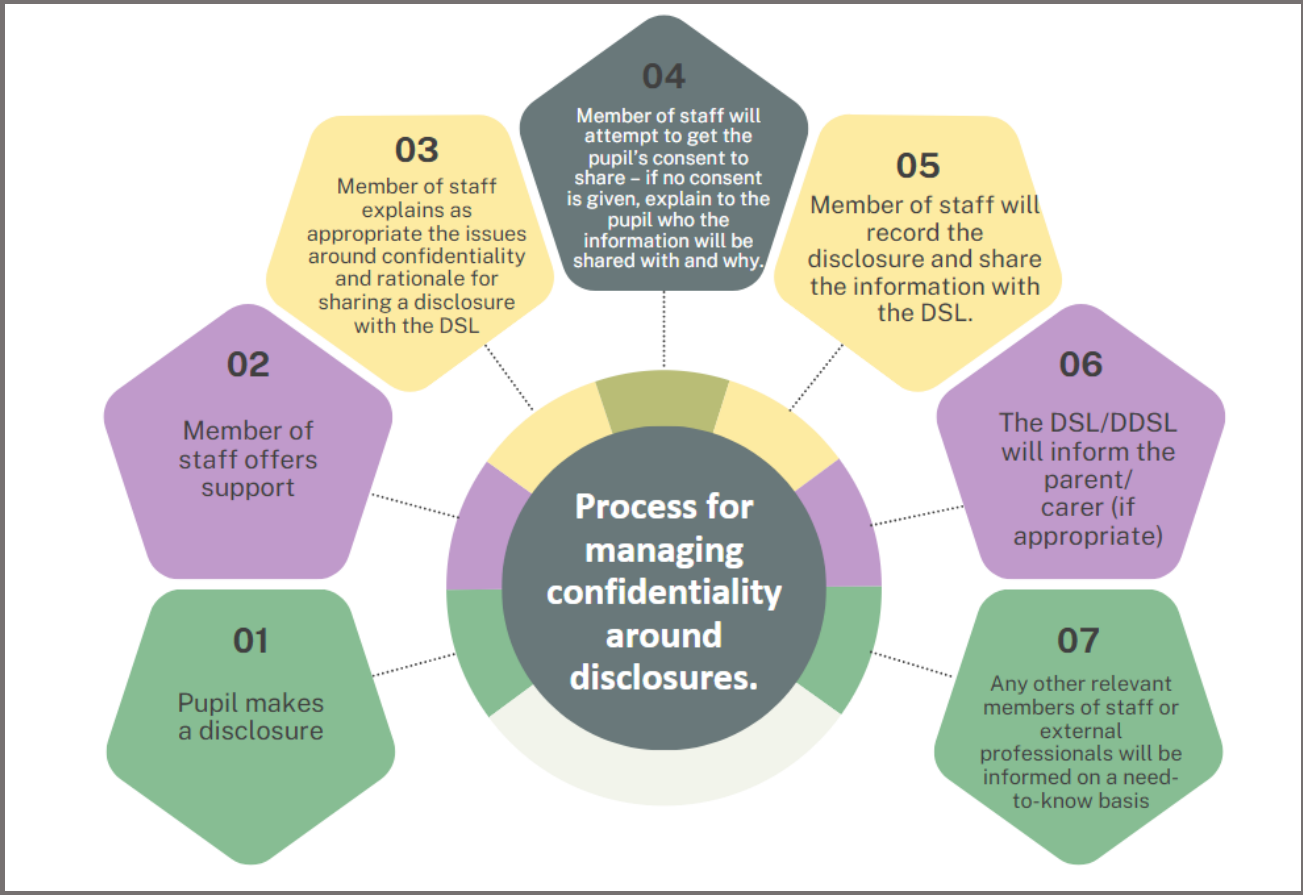 01
Pupil makes
a disclosure
02
Member of
staff offers
support
03
Member of staff
explains as
appropriate the issues
around confidentiality
and rationale for
sharing a disclosure
with the DSL
04
Member of staff will
attempt to get the
pupil's consent to
share – if no consent
is given, explain to the
pupil who the
information will be
shared with and why.
05
Member of staff will
record the
disclosure and share
the information with
the DSL.
06
The DSL/DDSL
will inform the
parent/
carer (if
appropriate)
07
Any other relevant
members of staff or
external
professionals will be
informed on a need-
to-know basis
Process for
managing
confidentiality
around
disclosures.